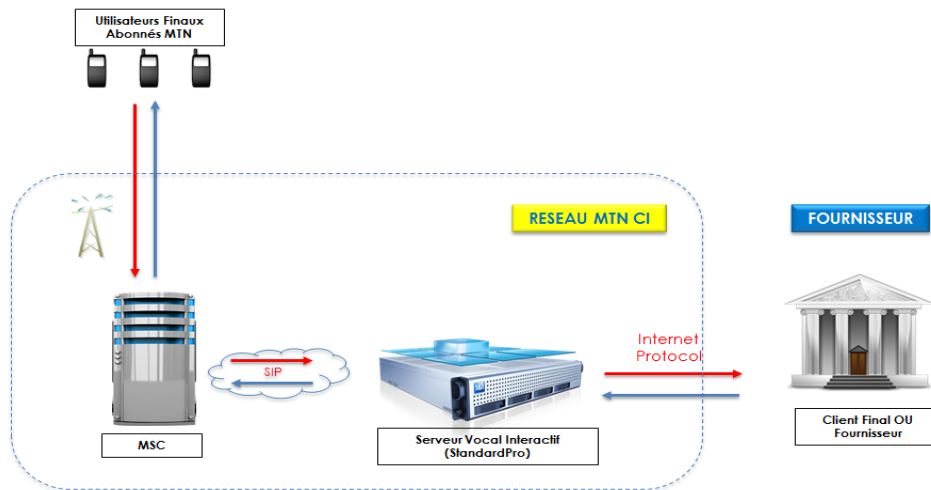 Utilisateurs Finaux
Abonnés MTN
RESEAU MTN CI
FOURNISSEUR
Internet
Protocol
SIP
MSC
Serveur Vocal Interactif
(StandardPro)
Client Final OU
Fournisseur